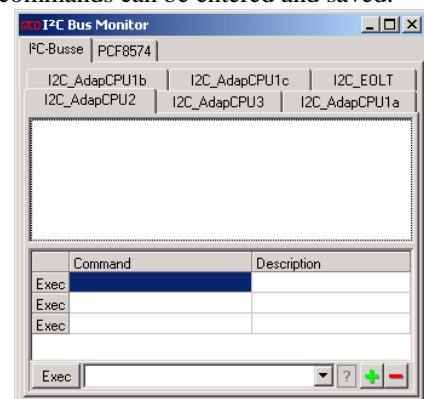 commands can be entered and saved.
GCD I²C Bus Monitor
I²C-Busse PCF8574
I2C_AdapCPU1b I2C_AdapCPU1c I2C_EOLT
I2C_AdapCPU2 I2C_AdapCPU3 I2C_AdapCPU1a
Command Description
Exec
Exec
Exec
Exec ? + −